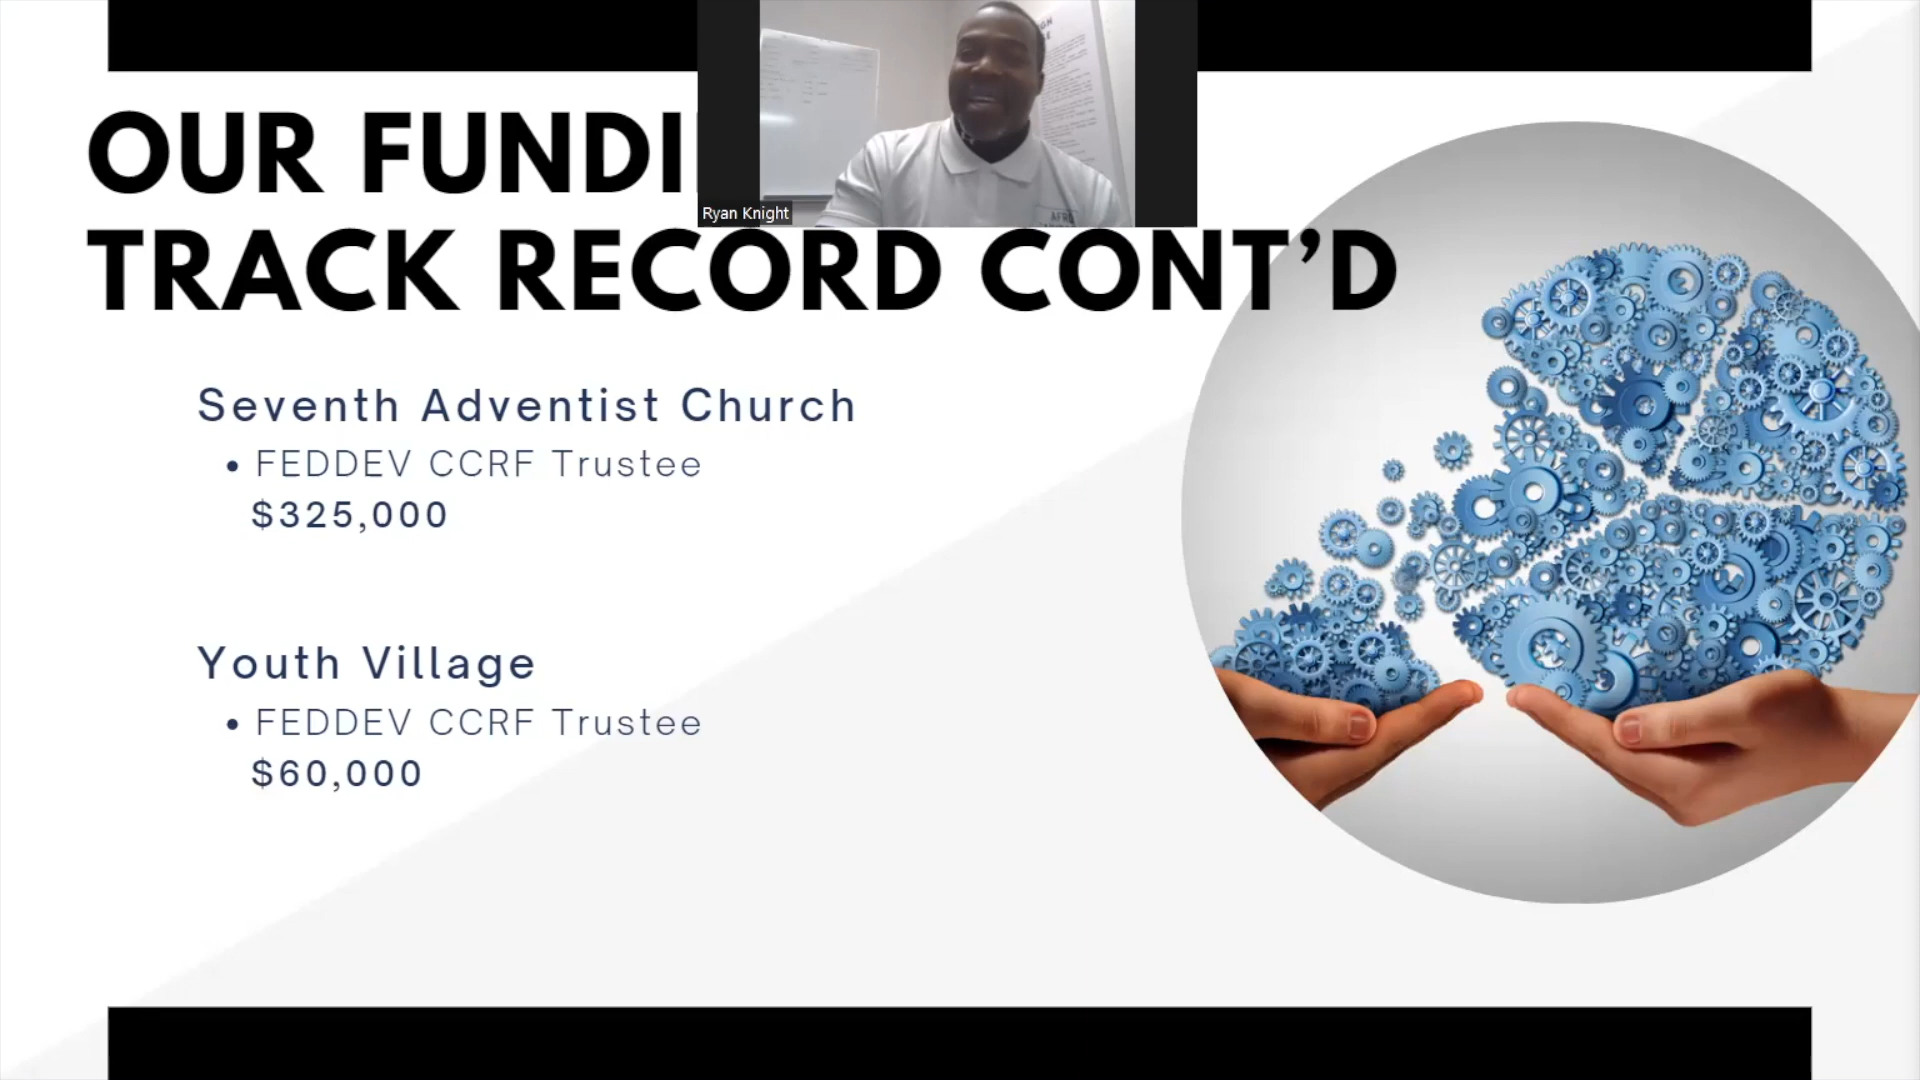 OUR FUNDI
TRACK RECORD CONT’D
Ryan Knight
AFRO
Seventh Adventist Church
• FEDDEV CCRF Trustee
$325,000
Youth Village
• FEDDEV CCRF Trustee
$60,000